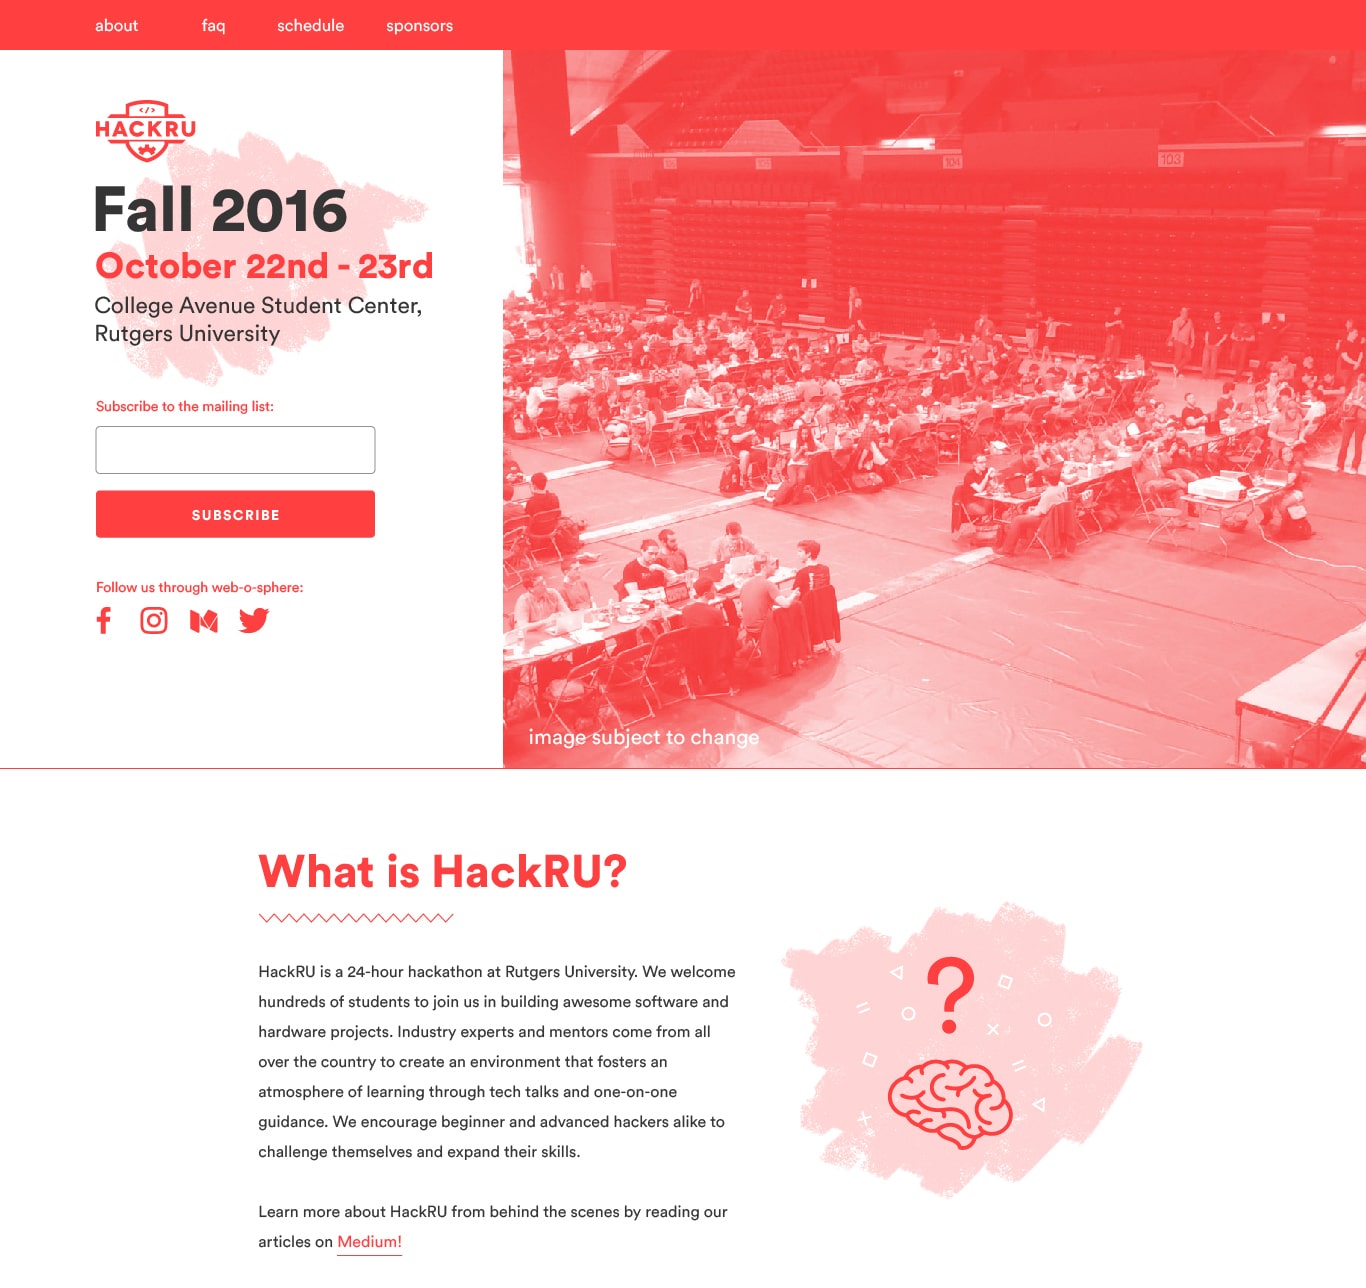 about faq schedule sponsors
</>
HACKRU
Fall 2016
October 22nd - 23rd
College Avenue Student Center,
Rutgers University
Subscribe to the mailing list:
SUBSCRIBE
Follow us through web-o-sphere:
104
103
image subject to change
What is HackRU?
HackRU is a 24-hour hackathon at Rutgers University. We welcome
hundreds of students to join us in building awesome software and
hardware projects. Industry experts and mentors come from all
over the country to create an environment that fosters an
atmosphere of learning through tech talks and one-on-one
guidance. We encourage beginner and advanced hackers alike to
challenge themselves and expand their skills.
Learn more about HackRU from behind the scenes by reading our
articles on Medium!
?